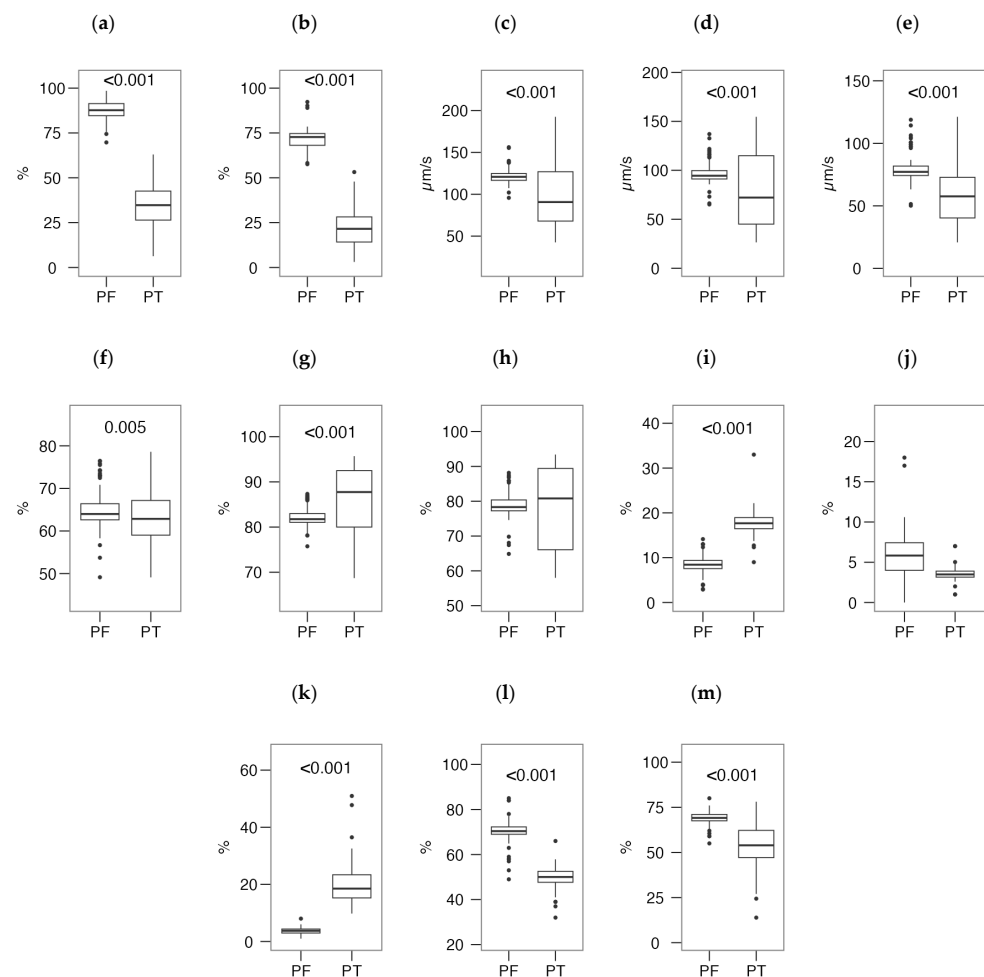 (a) (b) (c) (d) (e)
<0.001 <0.001 <0.001 <0.001 <0.001
% % µm/s µm/s µm/s
100 75 50 25 0
100 75 50 25 0
200 150 100 50
200 150 100 50 0
150 100 50 0
PF PT PF PT PF PT PF PT PF PT
(f) (g) (h) (i) (j)
0.005 <0.001 <0.001
% % % % %
80 70 60 50
100 90 80 70
100 90 80 70 60 50
40 30 20 10 0
20 15 10 5 0
PF PT PF PT PF PT PF PT PF PT
(k) (l) (m)
<0.001 <0.001 <0.001
% % %
60 40 20 0
100 80 60 40 20
100 75 50 25 0
PF PT PF PT PF PT